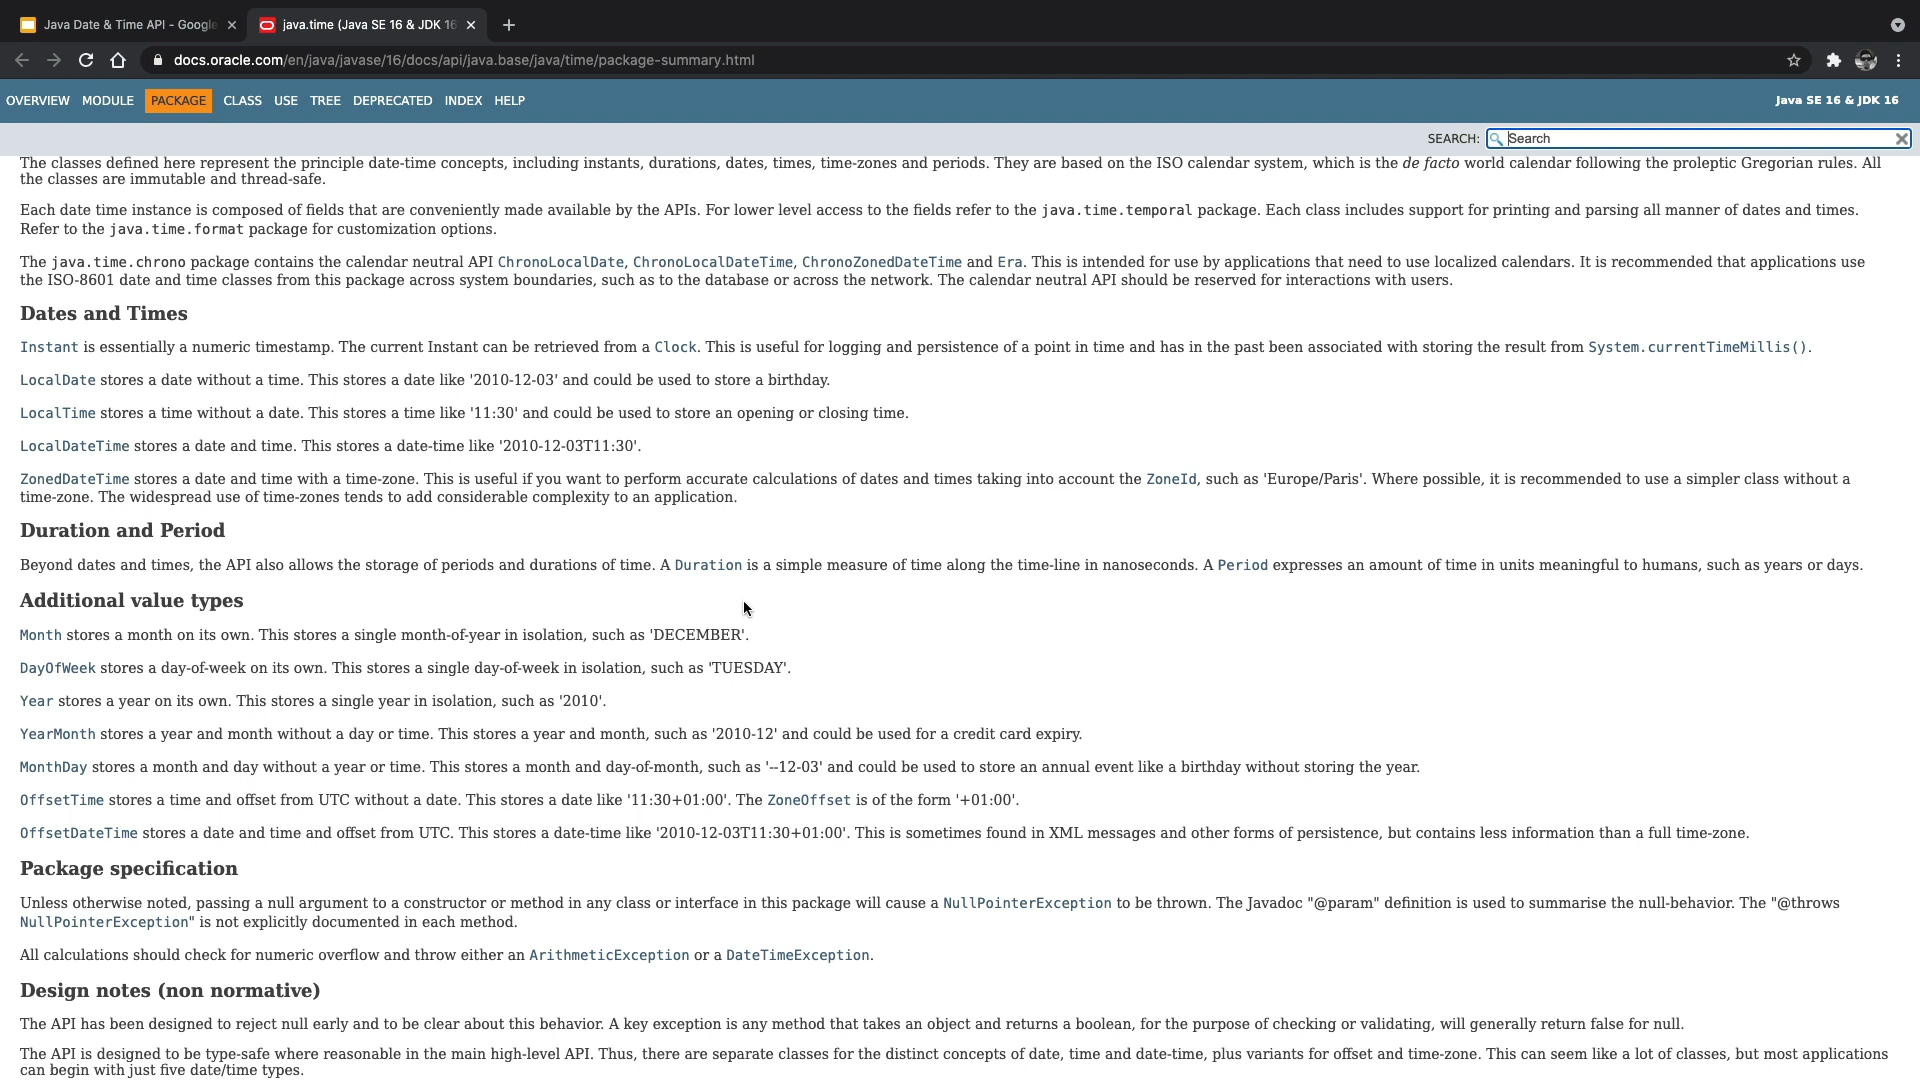 Java Date & Time API - Google
java.time (Java SE 16 & JDK 16
docs.oracle.com/en/java/javase/16/docs/api/java.base/java/time/package-summary.html
OVERVIEW MODULE PACKAGE CLASS USE TREE DEPRECATED INDEX HELP
Java SE 16 & JDK 16
SEARCH: Search
The classes defined here represent the principle date-time concepts, including instants, durations, dates, times, time-zones and periods. They are based on the ISO calendar system, which is the de facto world calendar following the proleptic Gregorian rules. All
the classes are immutable and thread-safe.
Each date time instance is composed of fields that are conveniently made available by the APIs. For lower level access to the fields refer to the java.time.temporal package. Each class includes support for printing and parsing all manner of dates and times.
Refer to the java.time.format package for customization options.
The java.time.chrono package contains the calendar neutral API ChronoLocalDate, ChronoLocalDateTime, ChronoZonedDateTime and Era. This is intended for use by applications that need to use localized calendars. It is recommended that applications use
the ISO-8601 date and time classes from this package across system boundaries, such as to the database or across the network. The calendar neutral API should be reserved for interactions with users.
Dates and Times
Instant is essentially a numeric timestamp. The current Instant can be retrieved from a Clock. This is useful for logging and persistence of a point in time and has in the past been associated with storing the result from System.currentTimeMillis().
LocalDate stores a date without a time. This stores a date like '2010-12-03' and could be used to store a birthday.
LocalTime stores a time without a date. This stores a time like '11:30' and could be used to store an opening or closing time.
LocalDateTime stores a date and time. This stores a date-time like '2010-12-03T11:30'.
ZonedDateTime stores a date and time with a time-zone. This is useful if you want to perform accurate calculations of dates and times taking into account the ZoneId, such as 'Europe/Paris'. Where possible, it is recommended to use a simpler class without a
time-zone. The widespread use of time-zones tends to add considerable complexity to an application.
Duration and Period
Beyond dates and times, the API also allows the storage of periods and durations of time. A Duration is a simple measure of time along the time-line in nanoseconds. A Period expresses an amount of time in units meaningful to humans, such as years or days.
Additional value types
Month stores a month on its own. This stores a single month-of-year in isolation, such as 'DECEMBER'.
DayOfWeek stores a day-of-week on its own. This stores a single day-of-week in isolation, such as 'TUESDAY'.
Year stores a year on its own. This stores a single year in isolation, such as '2010'.
YearMonth stores a year and month without a day or time. This stores a year and month, such as '2010-12' and could be used for a credit card expiry.
MonthDay stores a month and day without a year or time. This stores a month and day-of-month, such as '--12-03' and could be used to store an annual event like a birthday without storing the year.
OffsetTime stores a time and offset from UTC without a date. This stores a date like '11:30+01:00'. The ZoneOffset is of the form '+01:00'.
OffsetDateTime stores a date and time and offset from UTC. This stores a date-time like '2010-12-03T11:30+01:00'. This is sometimes found in XML messages and other forms of persistence, but contains less information than a full time-zone.
Package specification
Unless otherwise noted, passing a null argument to a constructor or method in any class or interface in this package will cause a NullPointerException to be thrown. The Javadoc "@param" definition is used to summarise the null-behavior. The "@throws
NullPointerException" is not explicitly documented in each method.
All calculations should check for numeric overflow and throw either an ArithmeticException or a DateTimeException.
Design notes (non normative)
The API has been designed to reject null early and to be clear about this behavior. A key exception is any method that takes an object and returns a boolean, for the purpose of checking or validating, will generally return false for null.
The API is designed to be type-safe where reasonable in the main high-level API. Thus, there are separate classes for the distinct concepts of date, time and date-time, plus variants for offset and time-zone. This can seem like a lot of classes, but most applications
can begin with just five date/time types.